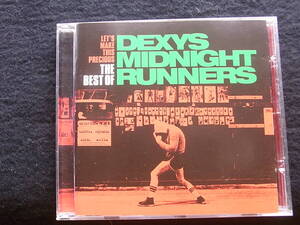 LET'S
MAKE
THIS
PRECIOUS
THE
BEST OF
DEXYS
MIDNIGHT
RUNNERS